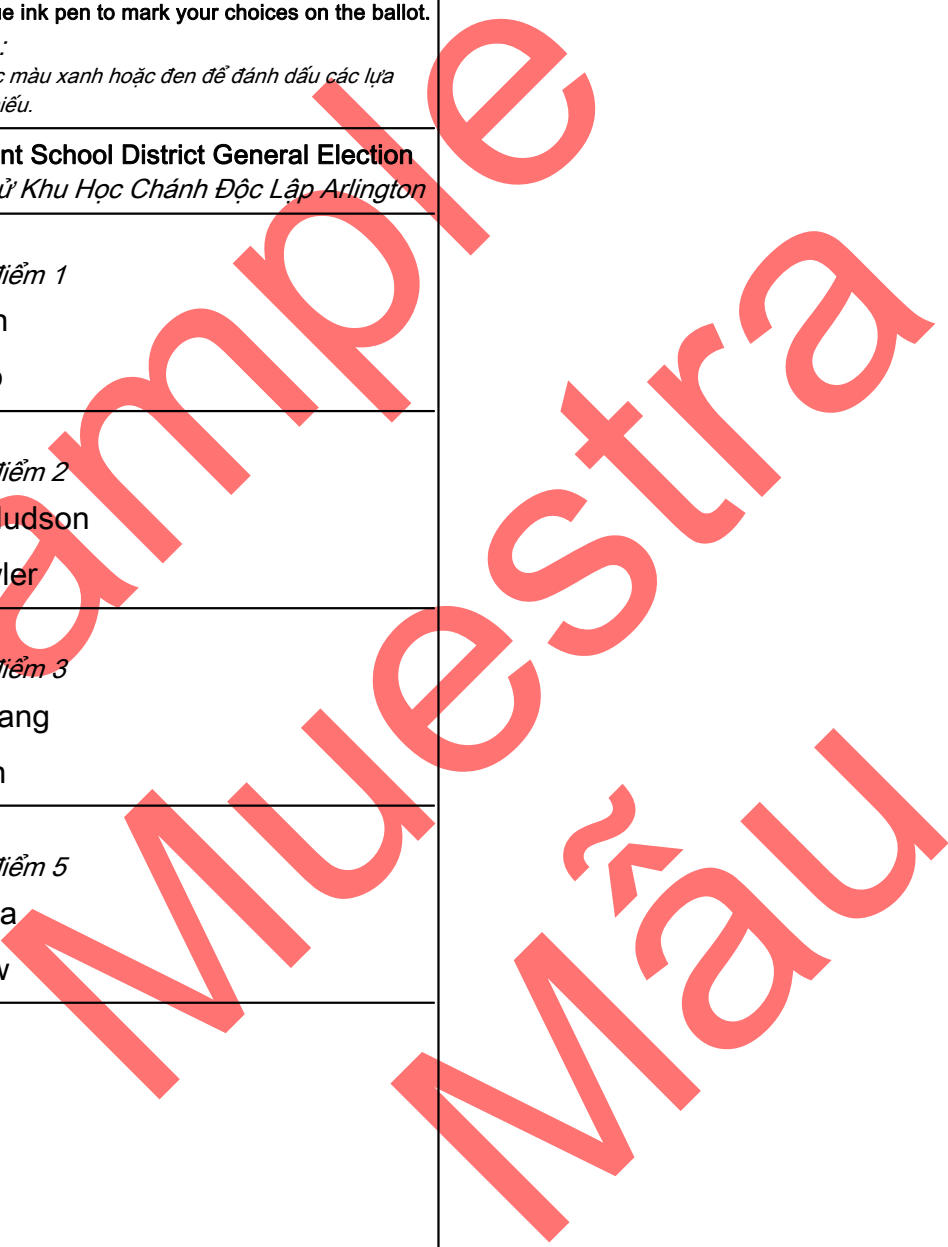 ue ink pen to mark your choices on the ballot.
:
c màu xanh hoặc đen để đánh dấu các lựa
iếu.
nt School District General Election
ử Khu Học Chánh Độc Lập Arlington
điểm 1
n
o
điểm 2
Hudson
ler
điểm 3
ang
n
điểm 5
a
w
ample
Muestra
Mẫu